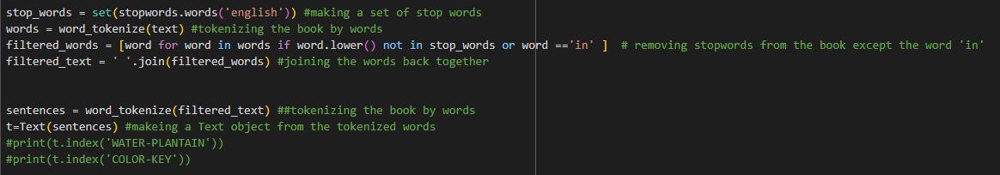 stop_words = set(stopwords.words('english')) #making a set of stop words
words = word_tokenize(text) #tokenizing the book by words
filtered_words = [word for word in words if word.lower() not in stop_words or word =='in' ]  # removing stopwords from the book except the word 'in'
filtered_text = ' '.join(filtered_words) #joining the words back together
sentences = word_tokenize(filtered_text) ##tokenizing the book by words
t=Text(sentences) #makeing a Text object from the tokenized words
#print(t.index('WATER-PLANTAIN'))
#print(t.index('COLOR-KEY'))